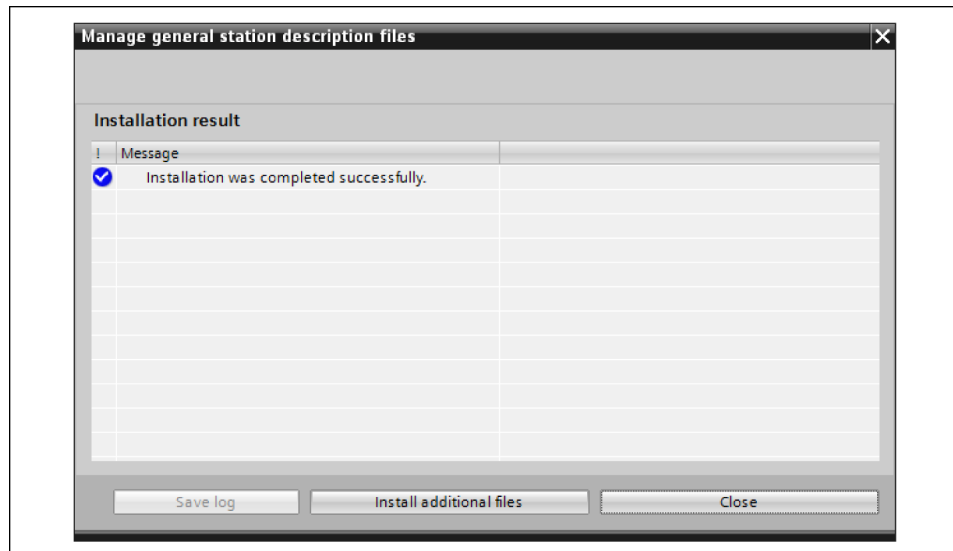 Manage general station description files
Installation result
! Message
Installation was completed successfully.
Save log Install additional files Close